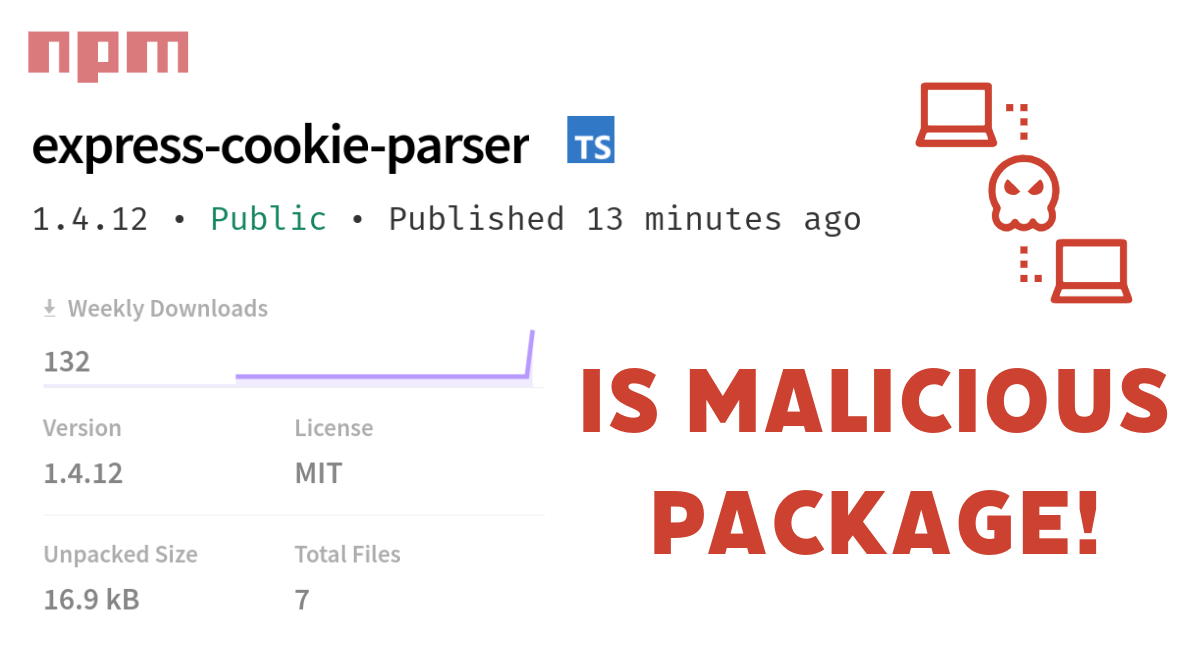 npm
express-cookie-parser TS
1.4.12 • Public • Published 13 minutes ago
Weekly Downloads
132
Version License
1.4.12 MIT
Unpacked Size Total Files
16.9 kB 7
IS MALICIOUS
PACKAGE!